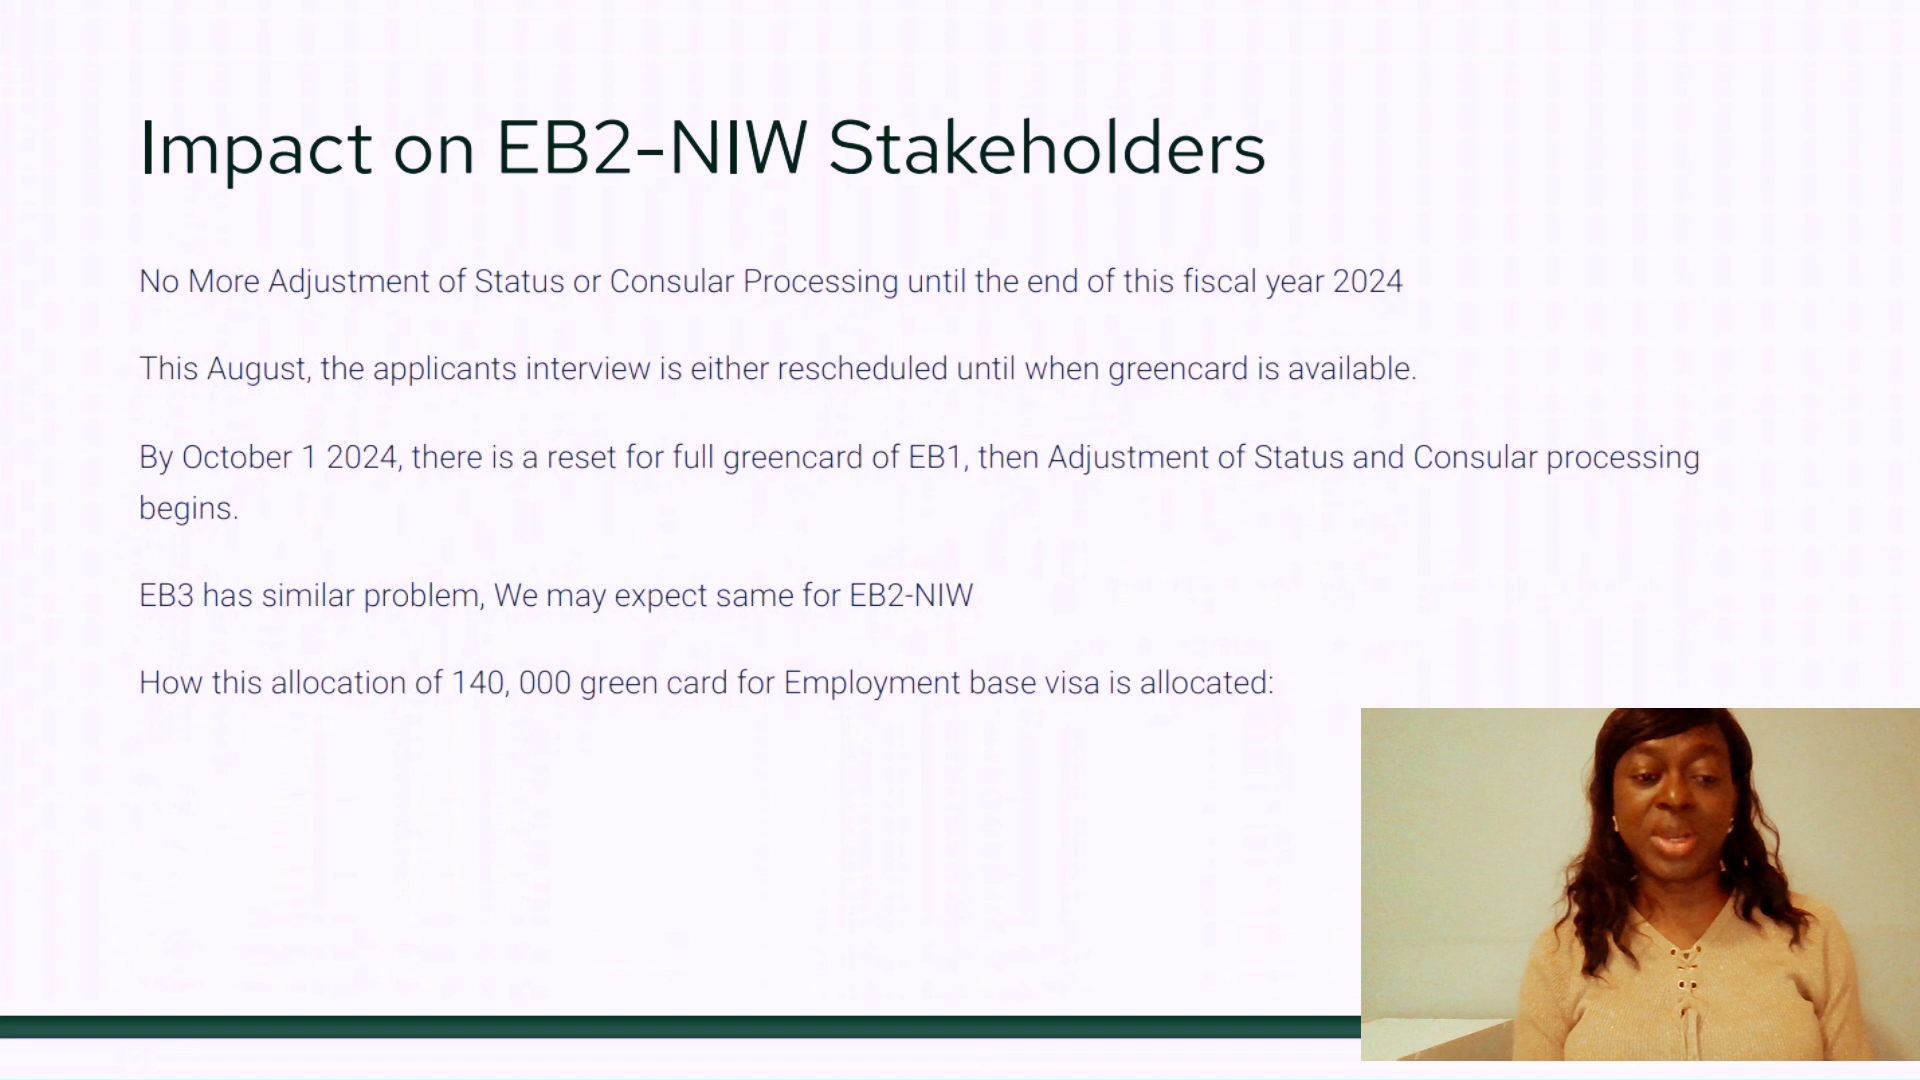 Impact on EB2-NIW Stakeholders
No More Adjustment of Status or Consular Processing until the end of this fiscal year 2024
This August, the applicants interview is either rescheduled until when greencard is available.
By October 1 2024, there is a reset for full greencard of EB1, then Adjustment of Status and Consular processing
begins.
EB3 has similar problem, We may expect same for EB2-NIW
How this allocation of 140, 000 green card for Employment base visa is allocated: